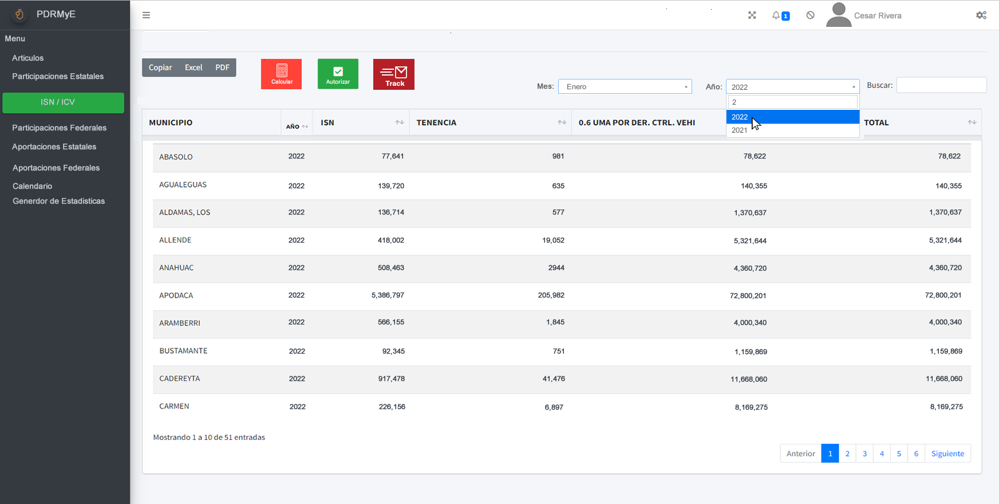 PDRMyE
1
Cesar Rivera
Menu
Articulos
Participaciones Estatales
ISN / ICV
Participaciones Federales
Aportaciones Estatales
Aportaciones Federales
Calendario
Generdor de Estadisticas
Copiar Excel PDF
Calcular
Autorizar
Track
Mes: Enero
Año: 2022
Buscar:
2
2022
2021
MUNICIPIO AÑO ISN TENENCIA 0.6 UMA POR DER. CTRL. VEHI TOTAL
ABASOLO 2022 77,641 981 78,622 78,622
AGUALEGUAS 2022 139,720 635 140,355 140,355
ALDAMAS, LOS 2022 136,714 577 1,370,637 1,370,637
ALLENDE 2022 418,002 19,052 5,321,644 5,321,644
ANAHUAC 2022 508,463 2944 4,360,720 4,360,720
APODACA 2022 5,386,797 205,982 72,800,201 72,800,201
ARAMBERRI 2022 566,155 1,845 4,000,340 4,000,340
BUSTAMANTE 2022 92,345 751 1,159,869 1,159,869
CADEREYTA 2022 917,478 41,476 11,668,060 11,668,060
CARMEN 2022 226,156 6,897 8,169,275 8,169,275
Mostrando 1 a 10 de 51 entradas
Anterior 1 2 3 4 5 6 Siguiente